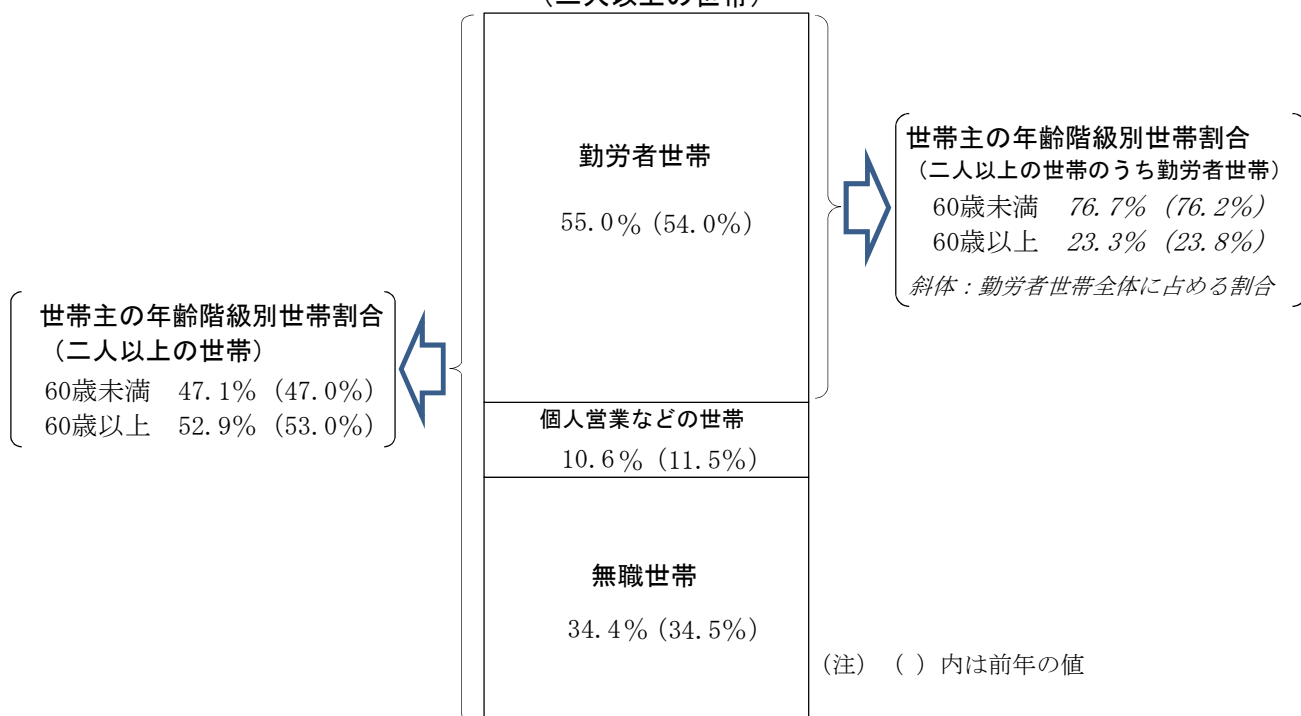 （二人以上の世帯）
勤労者世帯
55.0％(54.0％)
世帯主の年齢階級別世帯割合
（二人以上の世帯のうち勤労者世帯）
60歳未満　76.7％（76.2％）
60歳以上　23.3％（23.8％）
斜体：勤労者世帯全体に占める割合
世帯主の年齢階級別世帯割合
（二人以上の世帯）
60歳未満　47.1％（47.0％）
60歳以上　52.9％（53.0％）
個人営業などの世帯
10.6％（11.5％）
無職世帯
34.4％(34.5％)
（注）（ ）内は前年の値